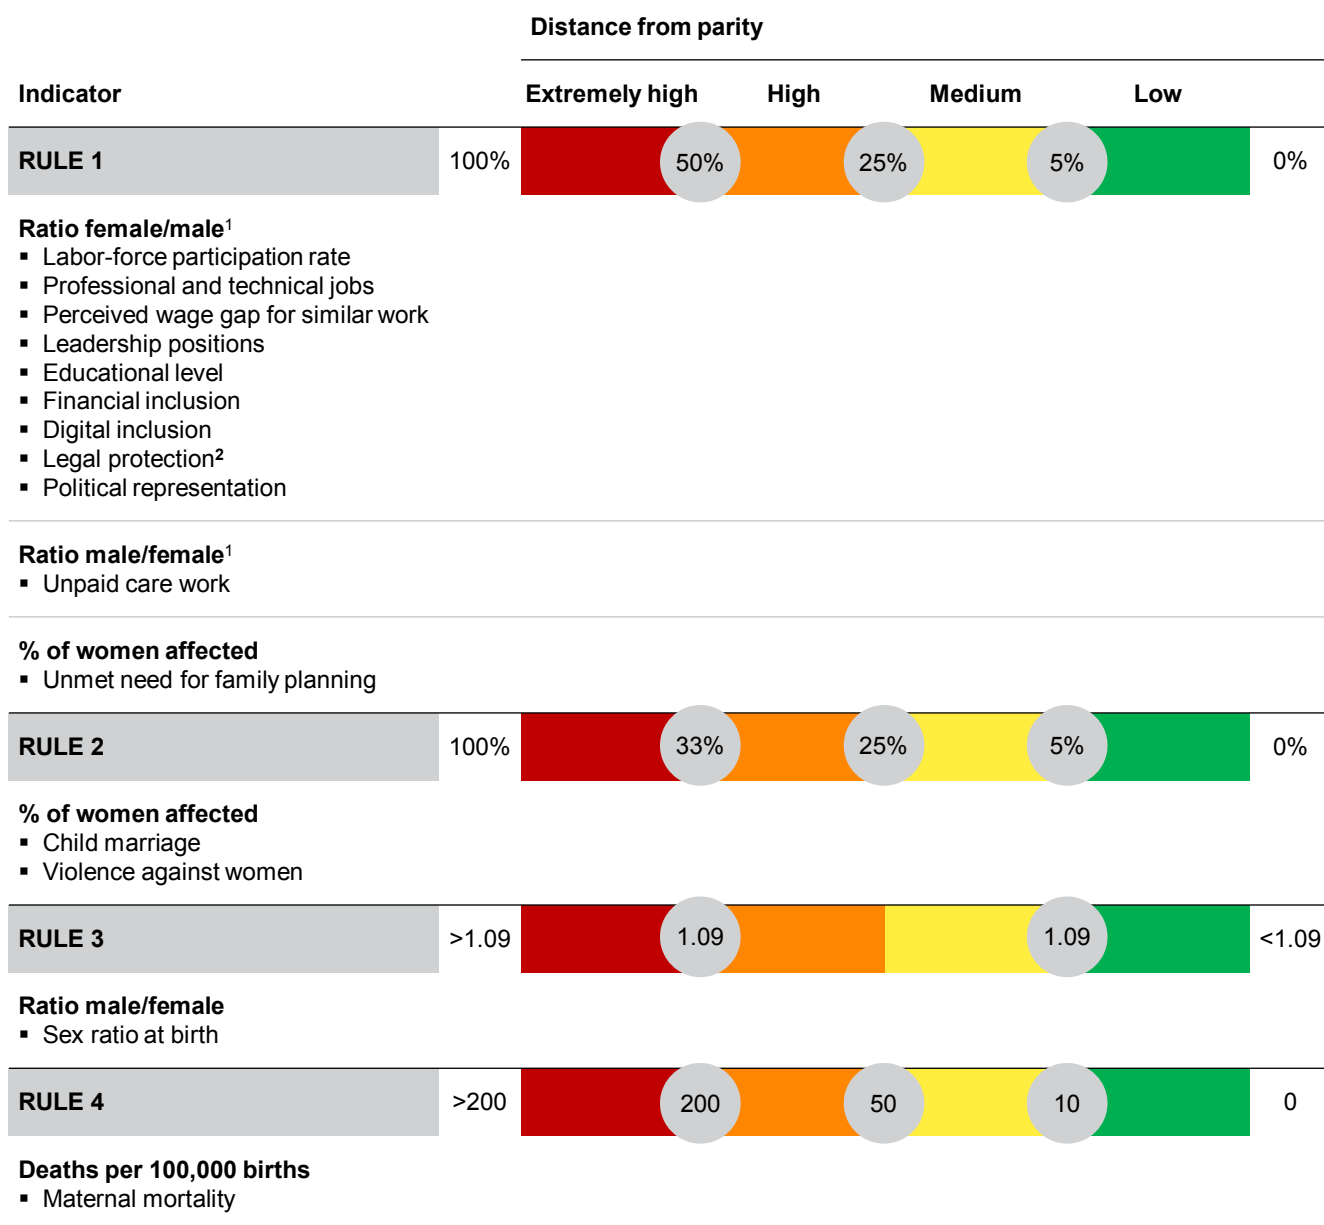 Distance from parity
Indicator Extremely high High Medium Low
RULE 1 100% 50% 25% 5% 0%
Ratio female/male¹
▪ Labor-force participation rate
▪ Professional and technical jobs
▪ Perceived wage gap for similar work
▪ Leadership positions
▪ Educational level
▪ Financial inclusion
▪ Digital inclusion
▪ Legal protection²
▪ Political representation
Ratio male/female¹
▪ Unpaid care work
% of women affected
▪ Unmet need for family planning
RULE 2 100% 33% 25% 5% 0%
% of women affected
▪ Child marriage
▪ Violence against women
RULE 3 >1.09 1.09 1.09 <1.09
Ratio male/female
▪ Sex ratio at birth
RULE 4 >200 200 50 10 0
Deaths per 100,000 births
▪ Maternal mortality